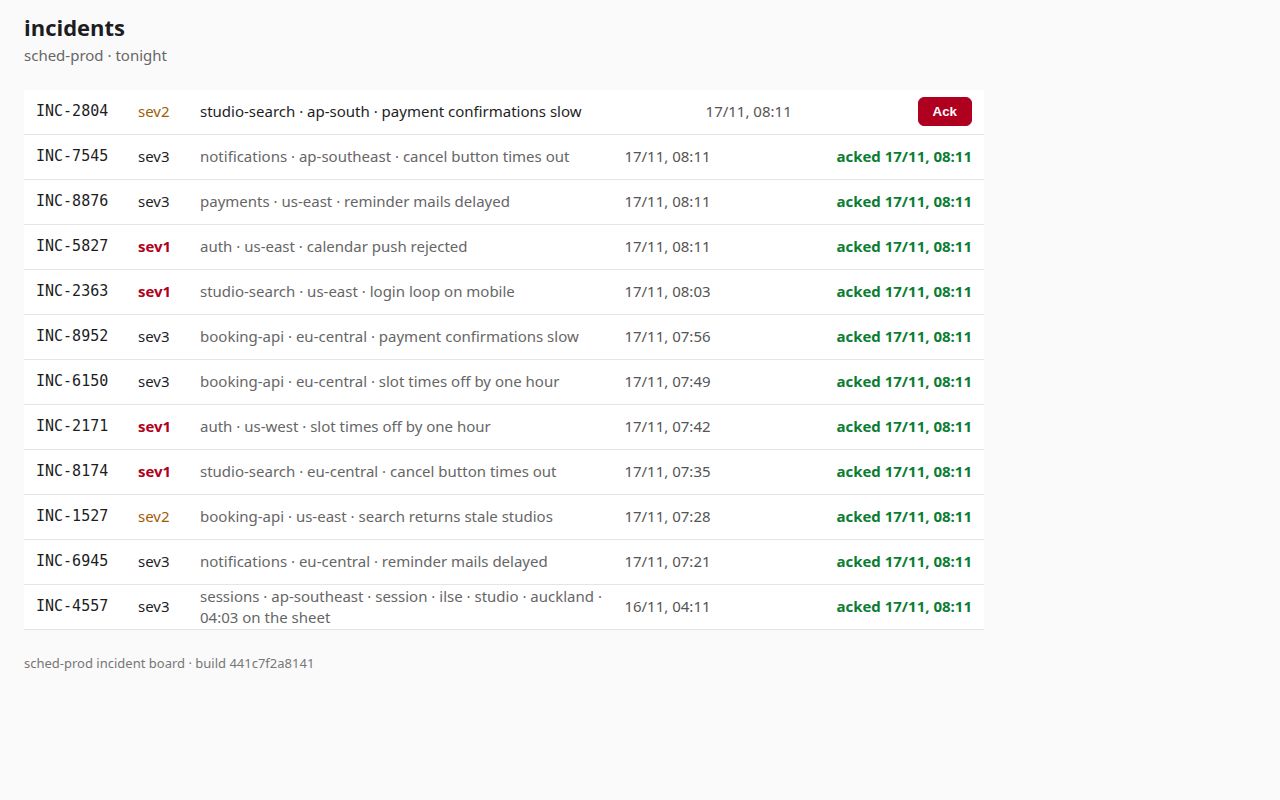 incidents
sched-prod · tonight
INC-2804 sev2 studio-search · ap-south · payment confirmations slow 17/11, 08:11 Ack
INC-7545 sev3 notifications · ap-southeast · cancel button times out 17/11, 08:11 acked 17/11, 08:11
INC-8876 sev3 payments · us-east · reminder mails delayed 17/11, 08:11 acked 17/11, 08:11
INC-5827 sev1 auth · us-east · calendar push rejected 17/11, 08:11 acked 17/11, 08:11
INC-2363 sev1 studio-search · us-east · login loop on mobile 17/11, 08:03 acked 17/11, 08:11
INC-8952 sev3 booking-api · eu-central · payment confirmations slow 17/11, 07:56 acked 17/11, 08:11
INC-6150 sev3 booking-api · eu-central · slot times off by one hour 17/11, 07:49 acked 17/11, 08:11
INC-2171 sev1 auth · us-west · slot times off by one hour 17/11, 07:42 acked 17/11, 08:11
INC-8174 sev1 studio-search · eu-central · cancel button times out 17/11, 07:35 acked 17/11, 08:11
INC-1527 sev2 booking-api · us-east · search returns stale studios 17/11, 07:28 acked 17/11, 08:11
INC-6945 sev3 notifications · eu-central · reminder mails delayed 17/11, 07:21 acked 17/11, 08:11
INC-4557 sev3 sessions · ap-southeast · session · ilse · studio · auckland · 16/11, 04:11 acked 17/11, 08:11
04:03 on the sheet
sched-prod incident board · build 441c7f2a8141